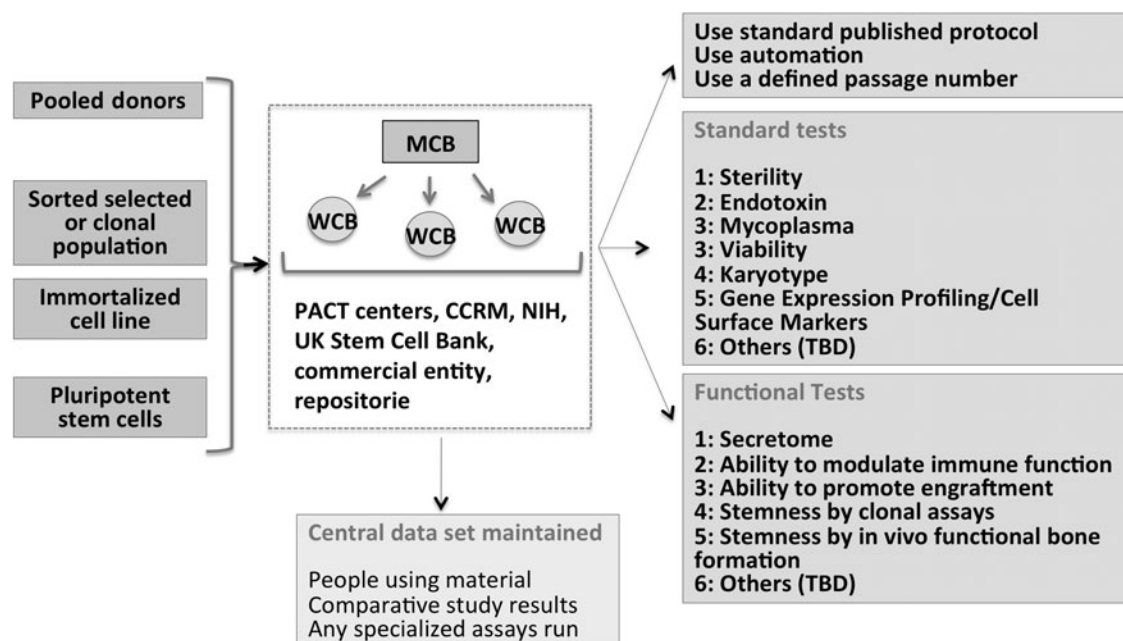 Pooled donors
Sorted selected
or clonal
population
Immortalized
cell line
Pluripotent
stem cells
MCB
WCB
WCB
WCB
PACT centers, CCRM, NIH,
UK Stem Cell Bank,
commercial entity,
repositorie
Central data set maintained
People using material
Comparative study results
Any specialized assays run
Use standard published protocol
Use automation
Use a defined passage number
Standard tests
1: Sterility
2: Endotoxin
3: Mycoplasma
3: Viability
4: Karyotype
5: Gene Expression Profiling/Cell
Surface Markers
6: Others (TBD)
Functional Tests
1: Secretome
2: Ability to modulate immune function
3: Ability to promote engraftment
4: Stemness by clonal assays
5: Stemness by in vivo functional bone
formation
6: Others (TBD)